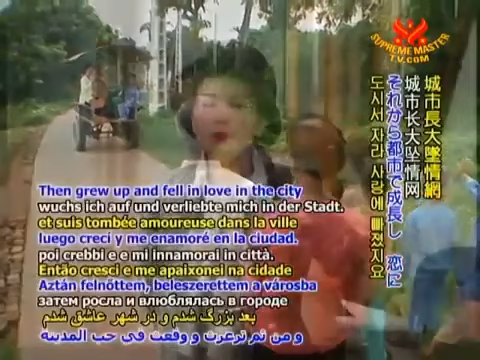 SUPREME MASTER
TV.COM
城市長大墜情網
城市长大坠情网
それから都市で成長し 恋に
도시서 자라 사랑에 빠졌지요
Then grew up and fell in love in the city
wuchs ich auf und verliebte mich in der Stadt.
et suis tombée amoureuse dans la ville
luego crecí y me enamoré en la ciudad.
poi crebbi e e mi innamorai in città.
Então cresci e me apaixonei na cidade
Aztán felnőttem, beleszerettem a városba
затем росла и влюблялась в городе
بعد بزرگ شدم و در شهر عاشق شدم
و من ثم ترعرت و وقعت في حب المدينة